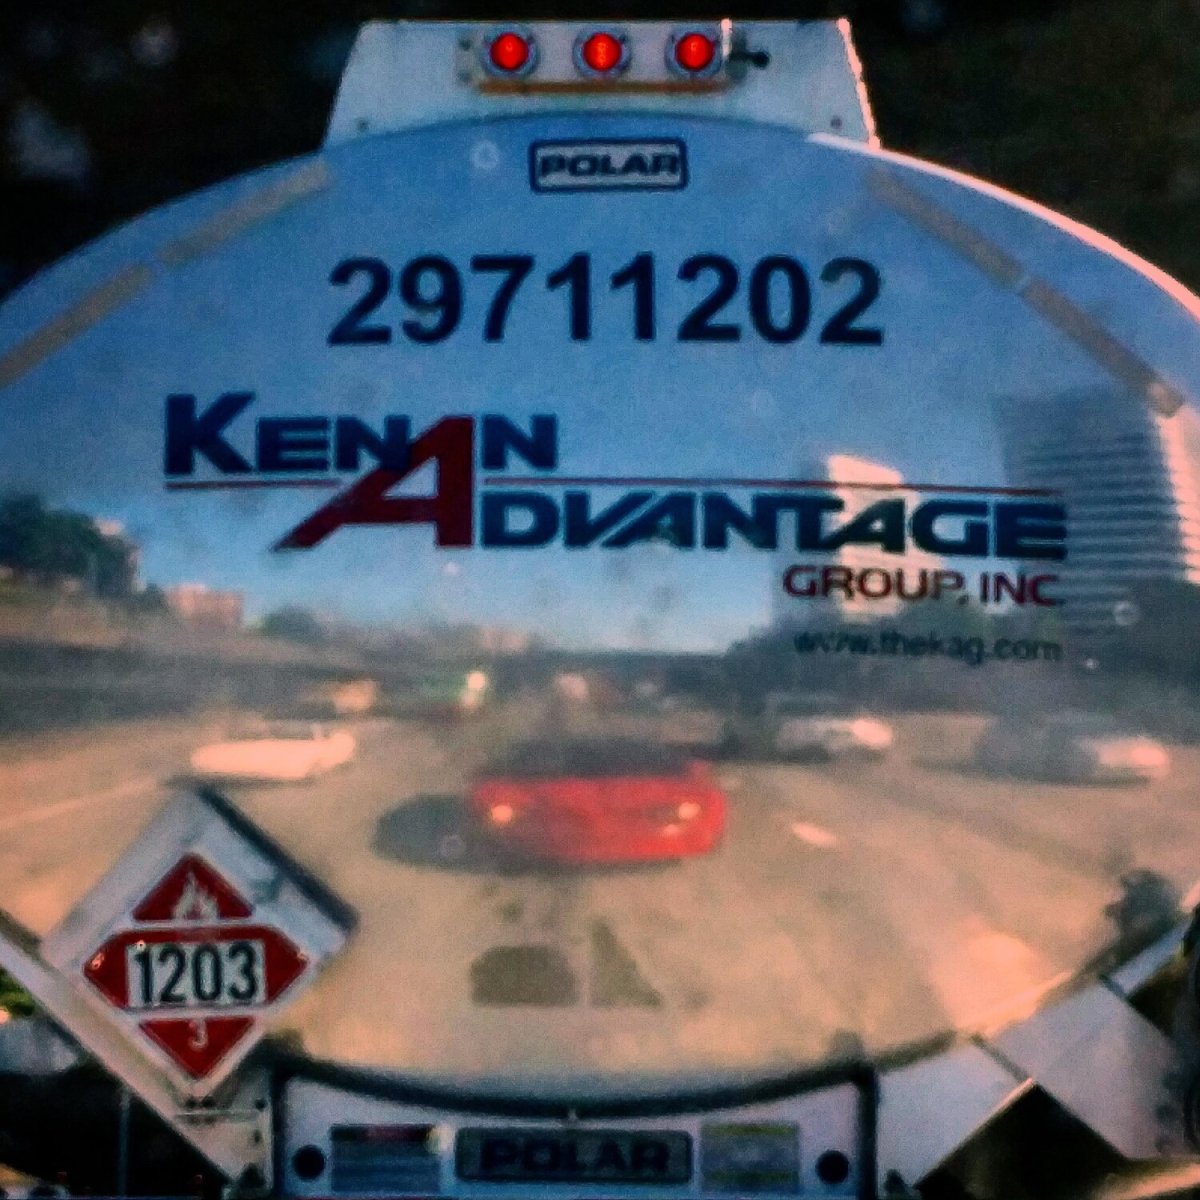 POLAR
29711202
KENAN
ADVANTAGE
GROUP, INC.
www.thekag.com
1203
3
POLAR